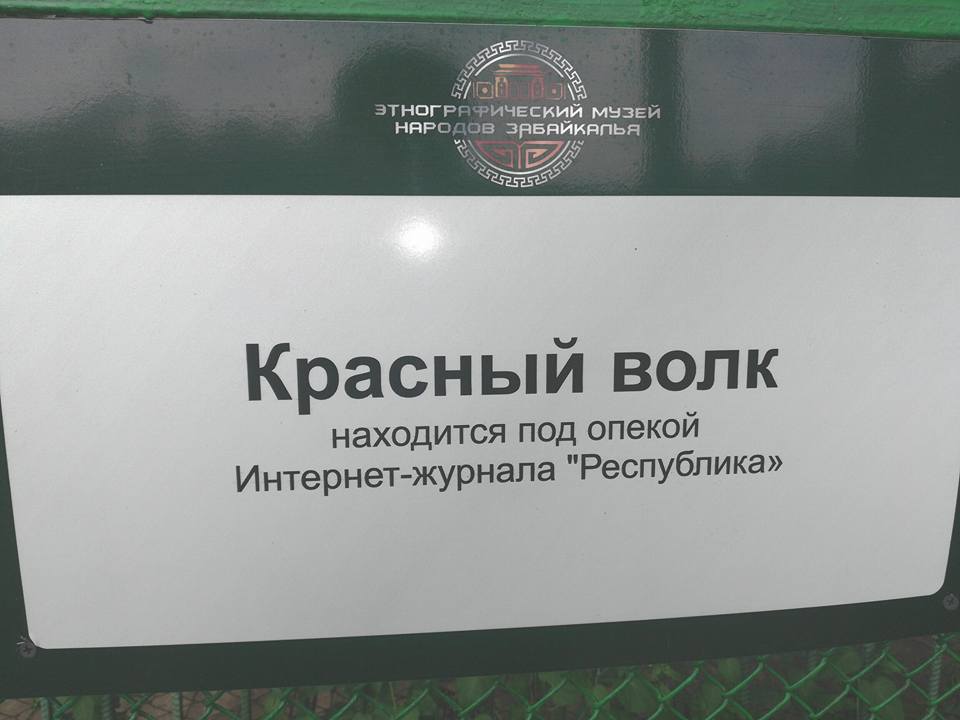 ЭТНОГРАФИЧЕСКИЙ МУЗЕЙ
НАРОДОВ ЗАБАЙКАЛЬЯ
Красный волк
находится под опекой
Интернет-журнала "Республика»